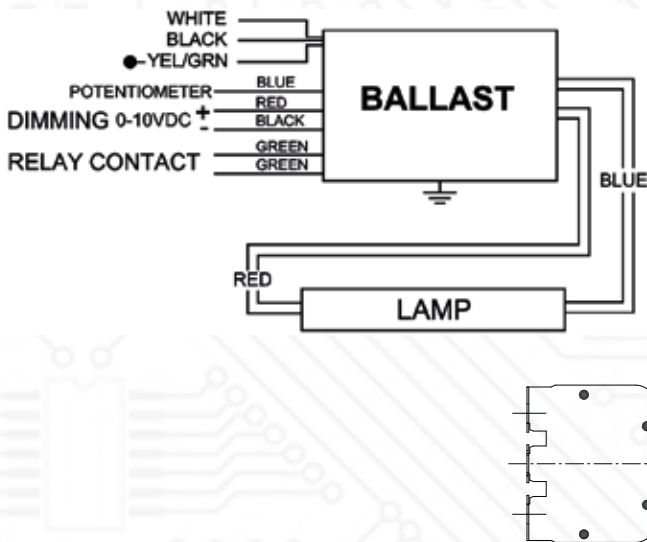 WHITE
BLACK
YEL/GRN
POTENTIOMETER BLUE
DIMMING 0-10VDC + RED
- BLACK
RELAY CONTACT GREEN
GREEN
BALLAST
BLUE
RED
LAMP